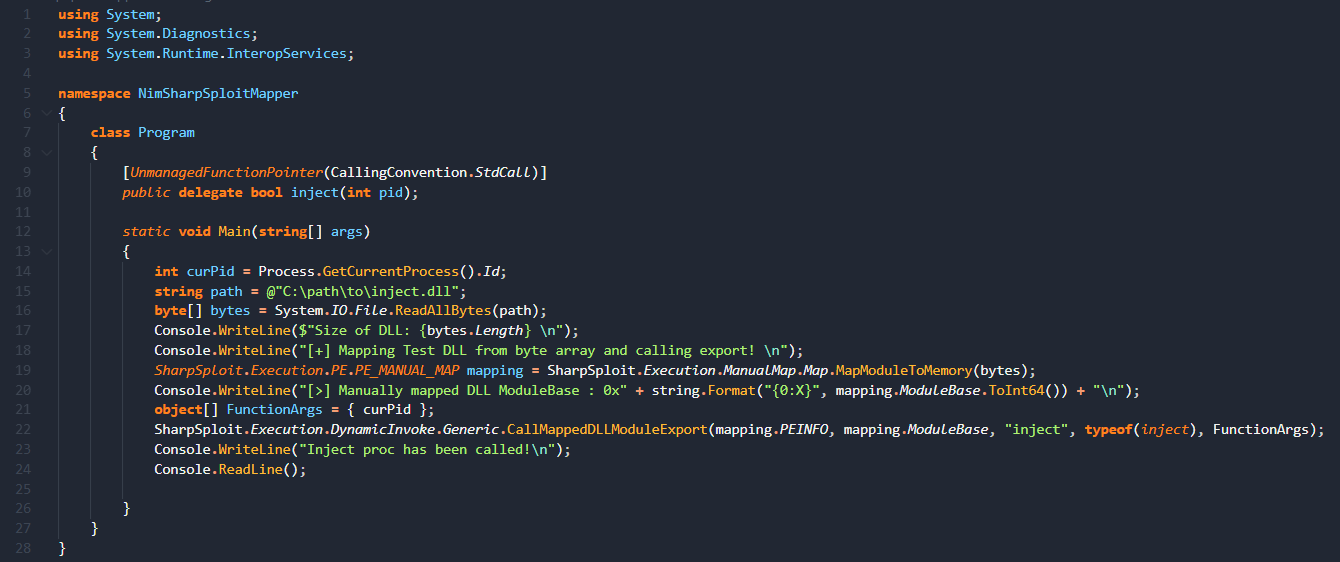 1 using System;
2 using System.Diagnostics;
3 using System.Runtime.InteropServices;
4
5 namespace NimSharpSploitMapper
6 {
7 class Program
8 {
9 [UnmanagedFunctionPointer(CallingConvention.StdCall)]
10 public delegate bool inject(int pid);
11
12 static void Main(string[] args)
13 {
14 int curPid = Process.GetCurrentProcess().Id;
15 string path = @"C:\path\to\inject.dll";
16 byte[] bytes = System.IO.File.ReadAllBytes(path);
17 Console.WriteLine($"Size of DLL: {bytes.Length} \n");
18 Console.WriteLine("[+] Mapping Test DLL from byte array and calling export! \n");
19 SharpSploit.Execution.PE.PE_MANUAL_MAP mapping = SharpSploit.Execution.ManualMap.Map.MapModuleToMemory(bytes);
20 Console.WriteLine("[>] Manually mapped DLL ModuleBase : 0x" + string.Format("{0:X}", mapping.ModuleBase.ToInt64()) + "\n");
21 object[] FunctionArgs = { curPid };
22 SharpSploit.Execution.DynamicInvoke.Generic.CallMappedDLLModuleExport(mapping.PEINFO, mapping.ModuleBase, "inject", typeof(inject), FunctionArgs);
23 Console.WriteLine("Inject proc has been called!\n");
24 Console.ReadLine();
25
26 }
27 }
28 }